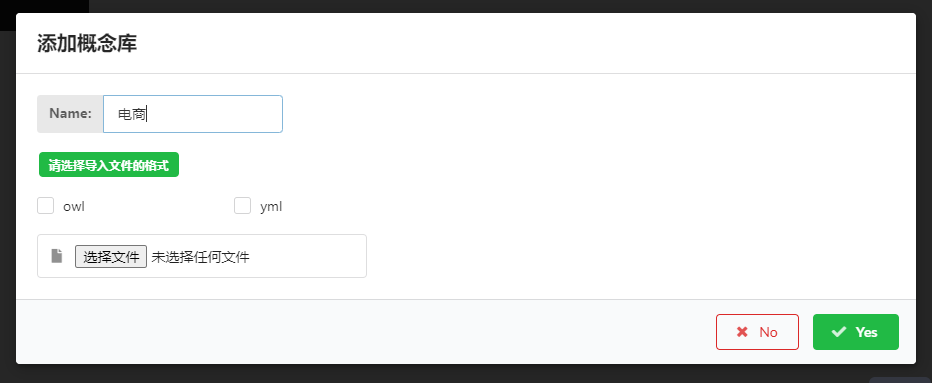 添加概念库
Name: 电商
请选择导入文件的格式
owl yml
选择文件 未选择任何文件
No Yes